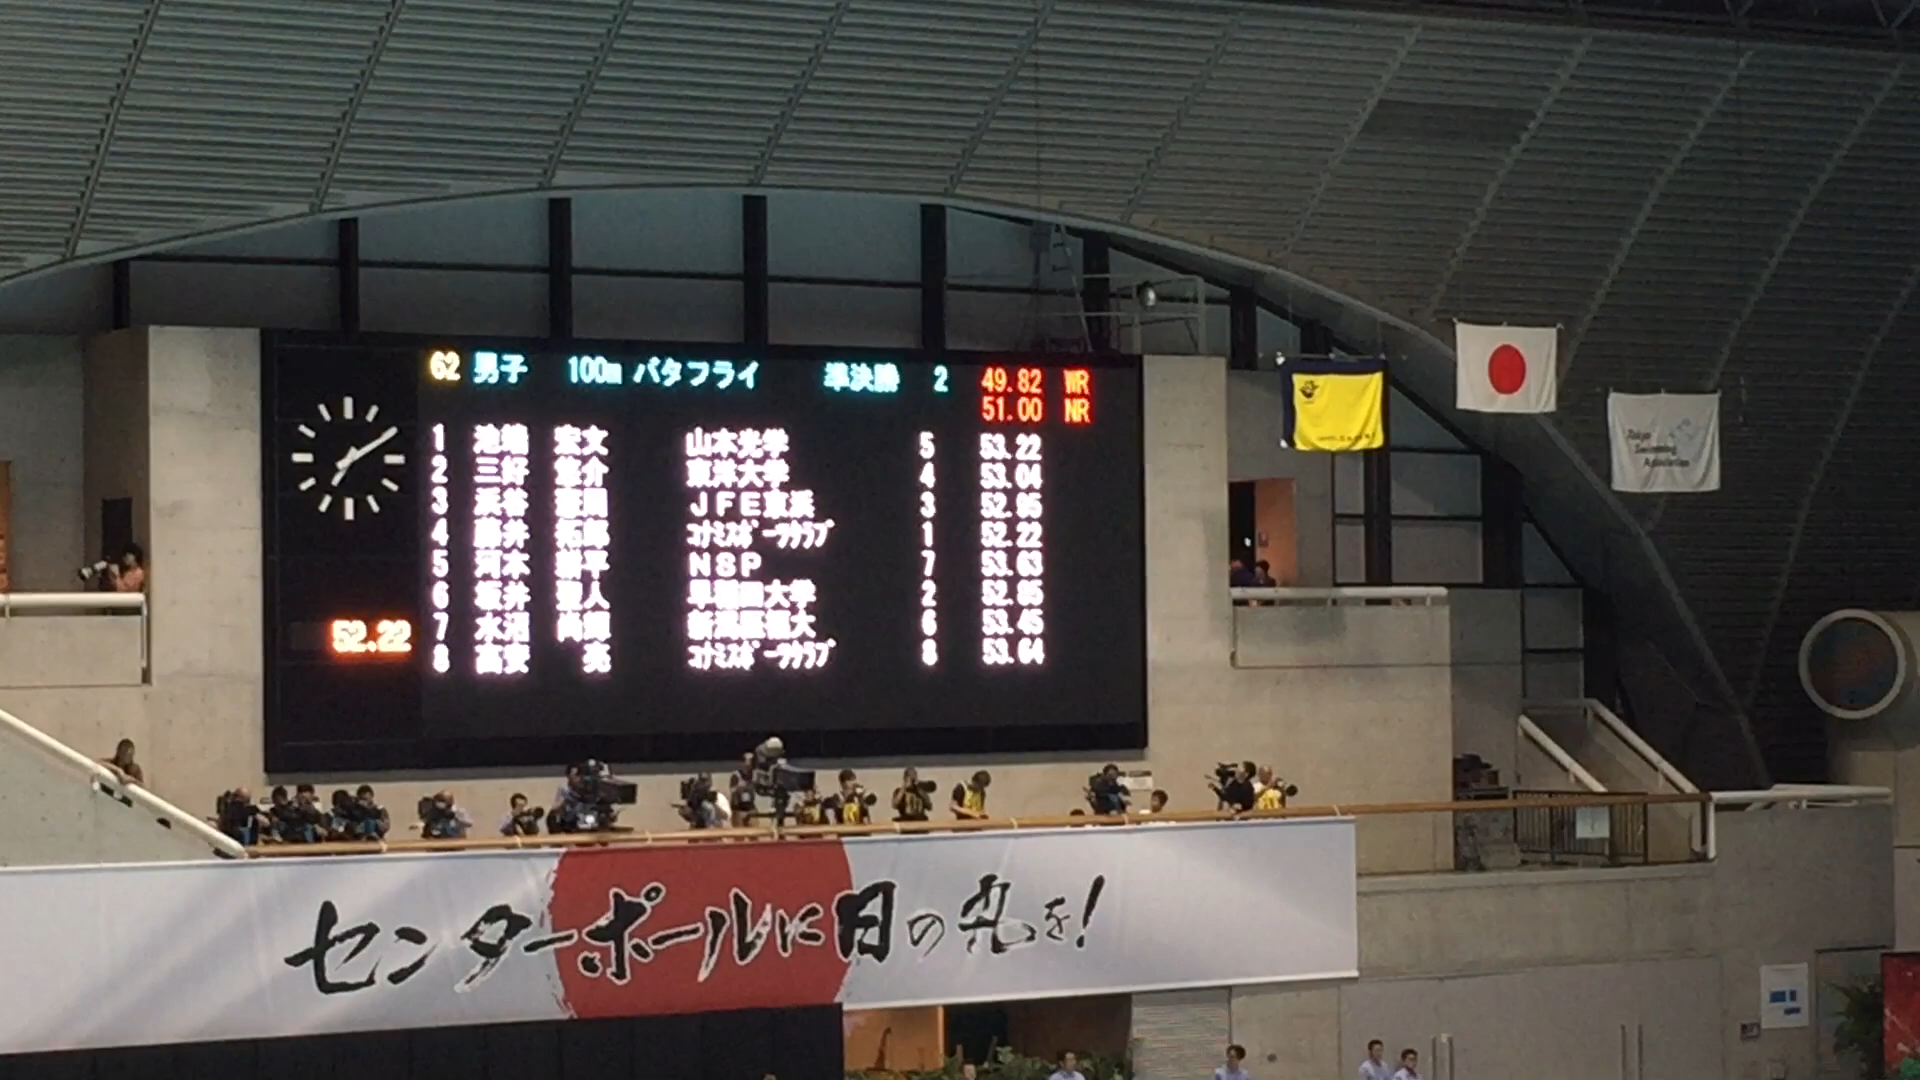 62 男子 100m バタフライ 準決勝 2 49.82 WR
51.00 NR
1 池端 宏文 山本光学 5 53.22
2 三好 介 東洋大学 4 53.04
3 浜谷 JFE京浜 3 52.95
4 藤井 拓郎 コナミスポーツクラブ 1 52.22
5 河本 平 NSP 7 53.63
6 坂井 人 早稲田大学 2 52.85
7 水沼 尚輝 新潟医福大 6 53.45
8 高安 亮 コナミスポーツクラブ 8 53.64
52.22
センターポールに日の丸を!
Tokyo
Swimming
Association